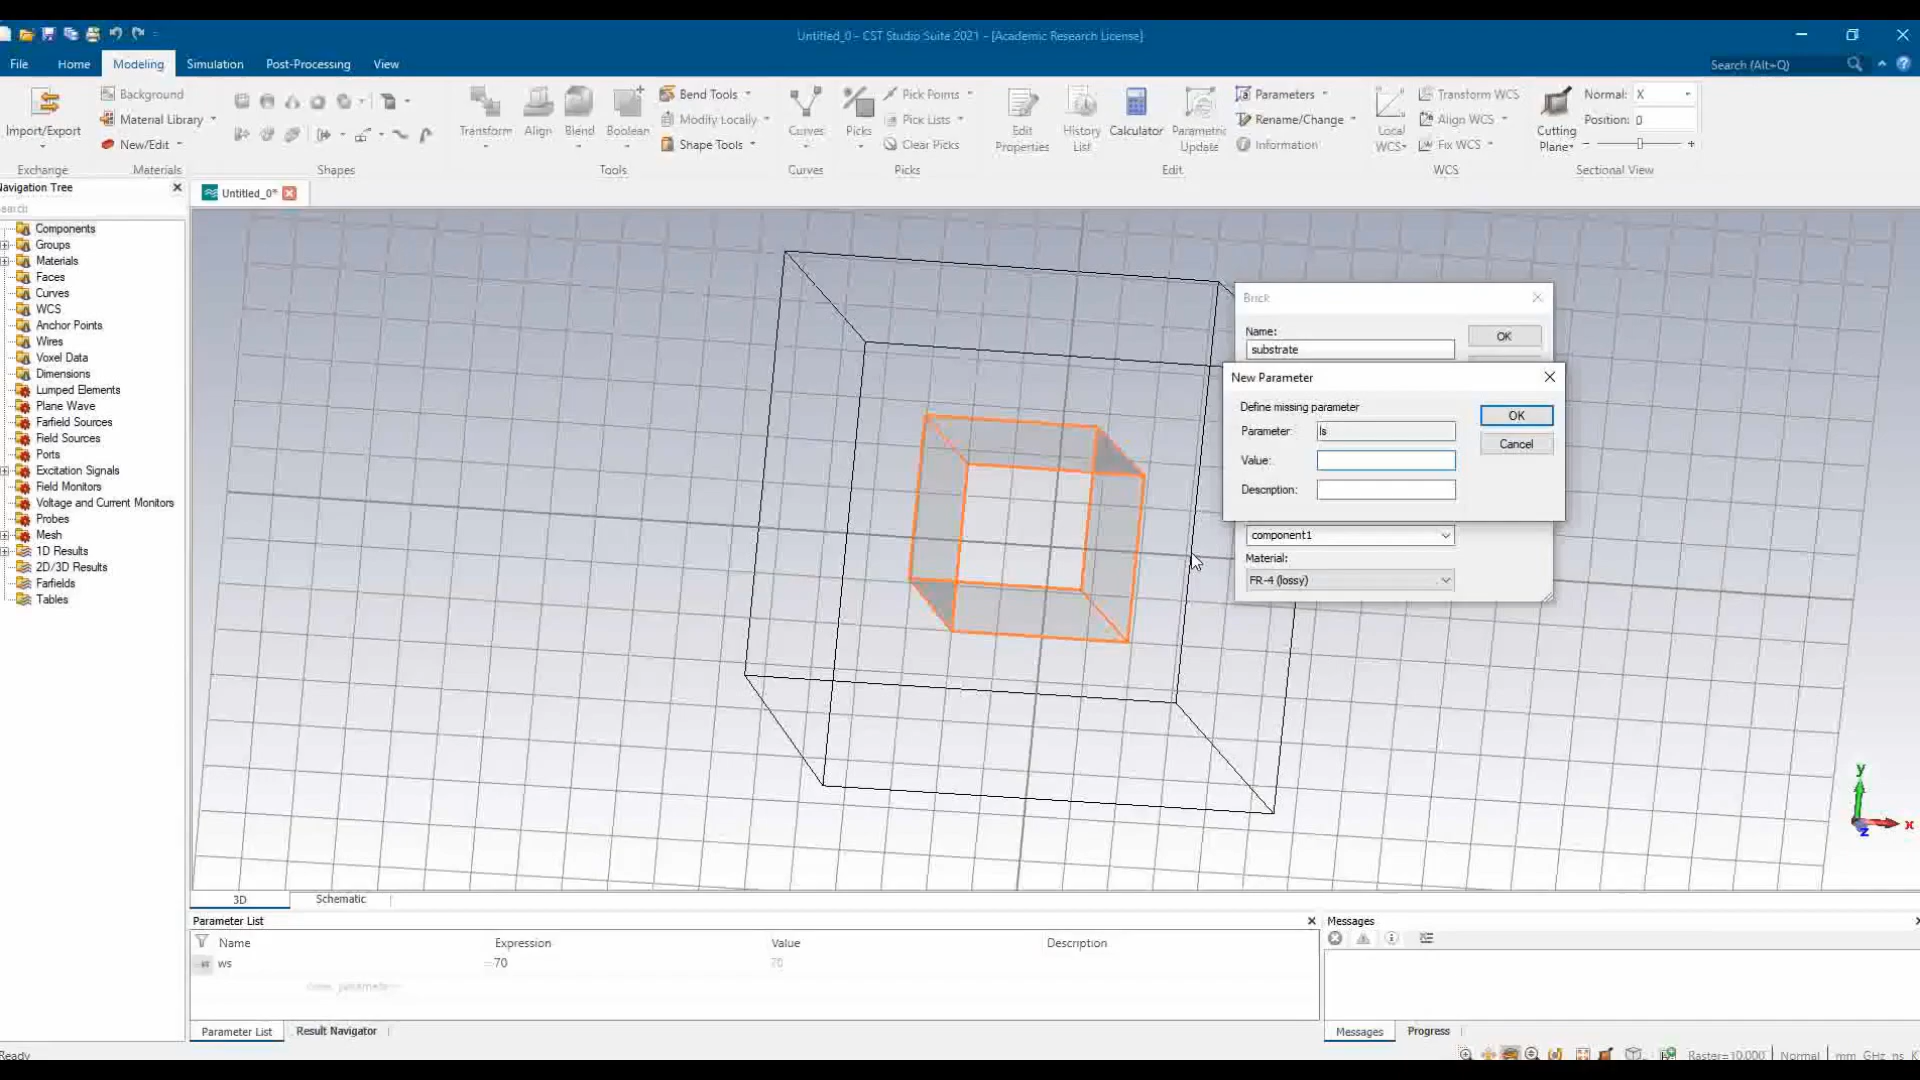 Untitled_0 - CST Studio Suite 2021 - [Academic Research License]
File Home Modeling Simulation Post-Processing View
Search (Alt+Q)
Import/Export
Background
Material Library
New/Edit
Transform
Align
Blend
Boolean
Bend Tools
Modify Locally
Shape Tools
Curves
Picks
Pick Points
Pick Lists
Clear Picks
Edit Properties
History List
Calculator
Parametric Update
Parameters
Rename/Change
Information
Local WCS
Transform WCS
Align WCS
Fix WCS
Cutting Plane
Normal: X
Position: 0
Exchange Materials Shapes Tools Curves Picks Edit WCS Sectional View
Navigation Tree
Untitled_0*
Components
Groups
Materials
Faces
Curves
WCS
Anchor Points
Wires
Voxel Data
Dimensions
Lumped Elements
Plane Wave
Farfield Sources
Field Sources
Ports
Excitation Signals
Field Monitors
Voltage and Current Monitors
Probes
Mesh
1D Results
2D/3D Results
Farfields
Tables
Brick
Name:
substrate
OK
New Parameter
Define missing parameter
Parameter: ls
Value:
Description:
OK
Cancel
component1
Material:
FR-4 (lossy)
y
x
z
3D Schematic
Parameter List
Name Expression Value Description
ws =70 70
Parameter List Result Navigator
Messages
Messages Progress
Ready
Raster=10.000 Normal mm GHz ns K